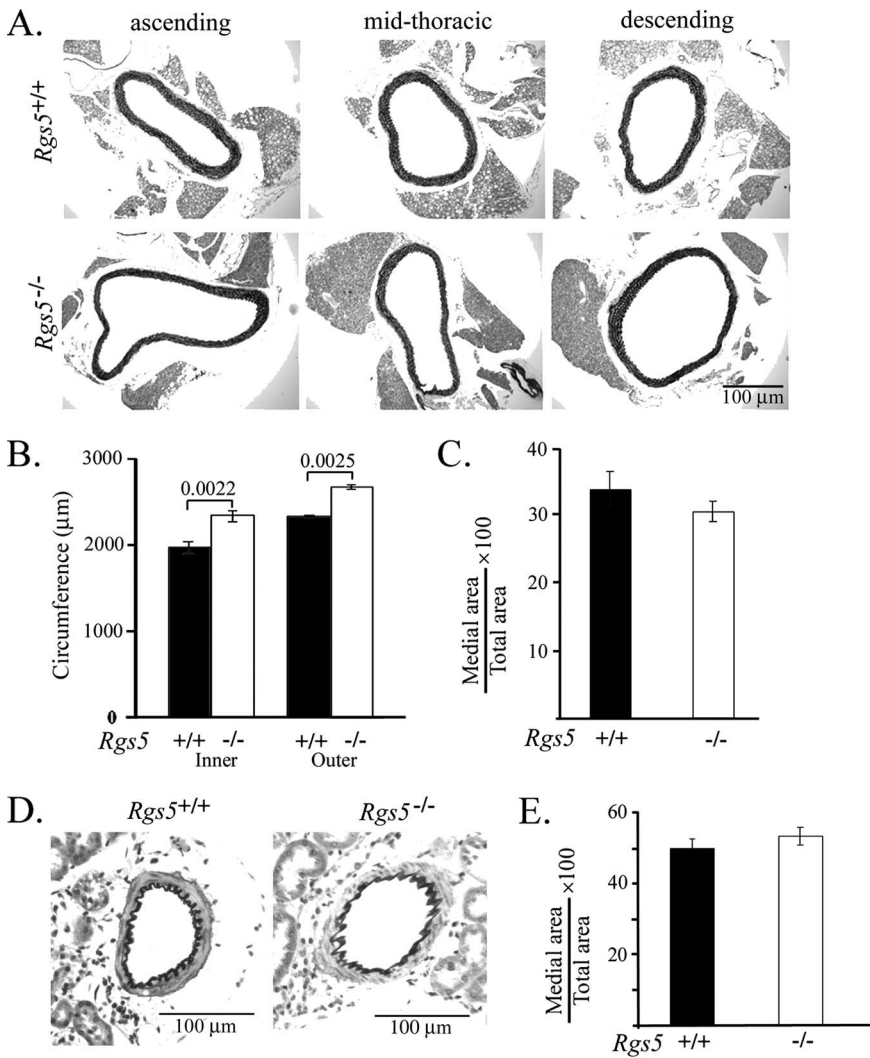 A.
ascending mid-thoracic descending
Rgs5+/+
Rgs5-/-
100 µm
B.
3000
2000
1000
0
Circumference (µm)
0.0022
0.0025
Rgs5 +/+ -/- +/+ -/-
Inner Outer
C.
40
30
20
10
Medial area
Total area
×100
Rgs5 +/+ -/-
D.
Rgs5+/+ Rgs5-/-
100 µm 100 µm
E.
60
40
20
Medial area
Total area
×100
Rgs5 +/+ -/-